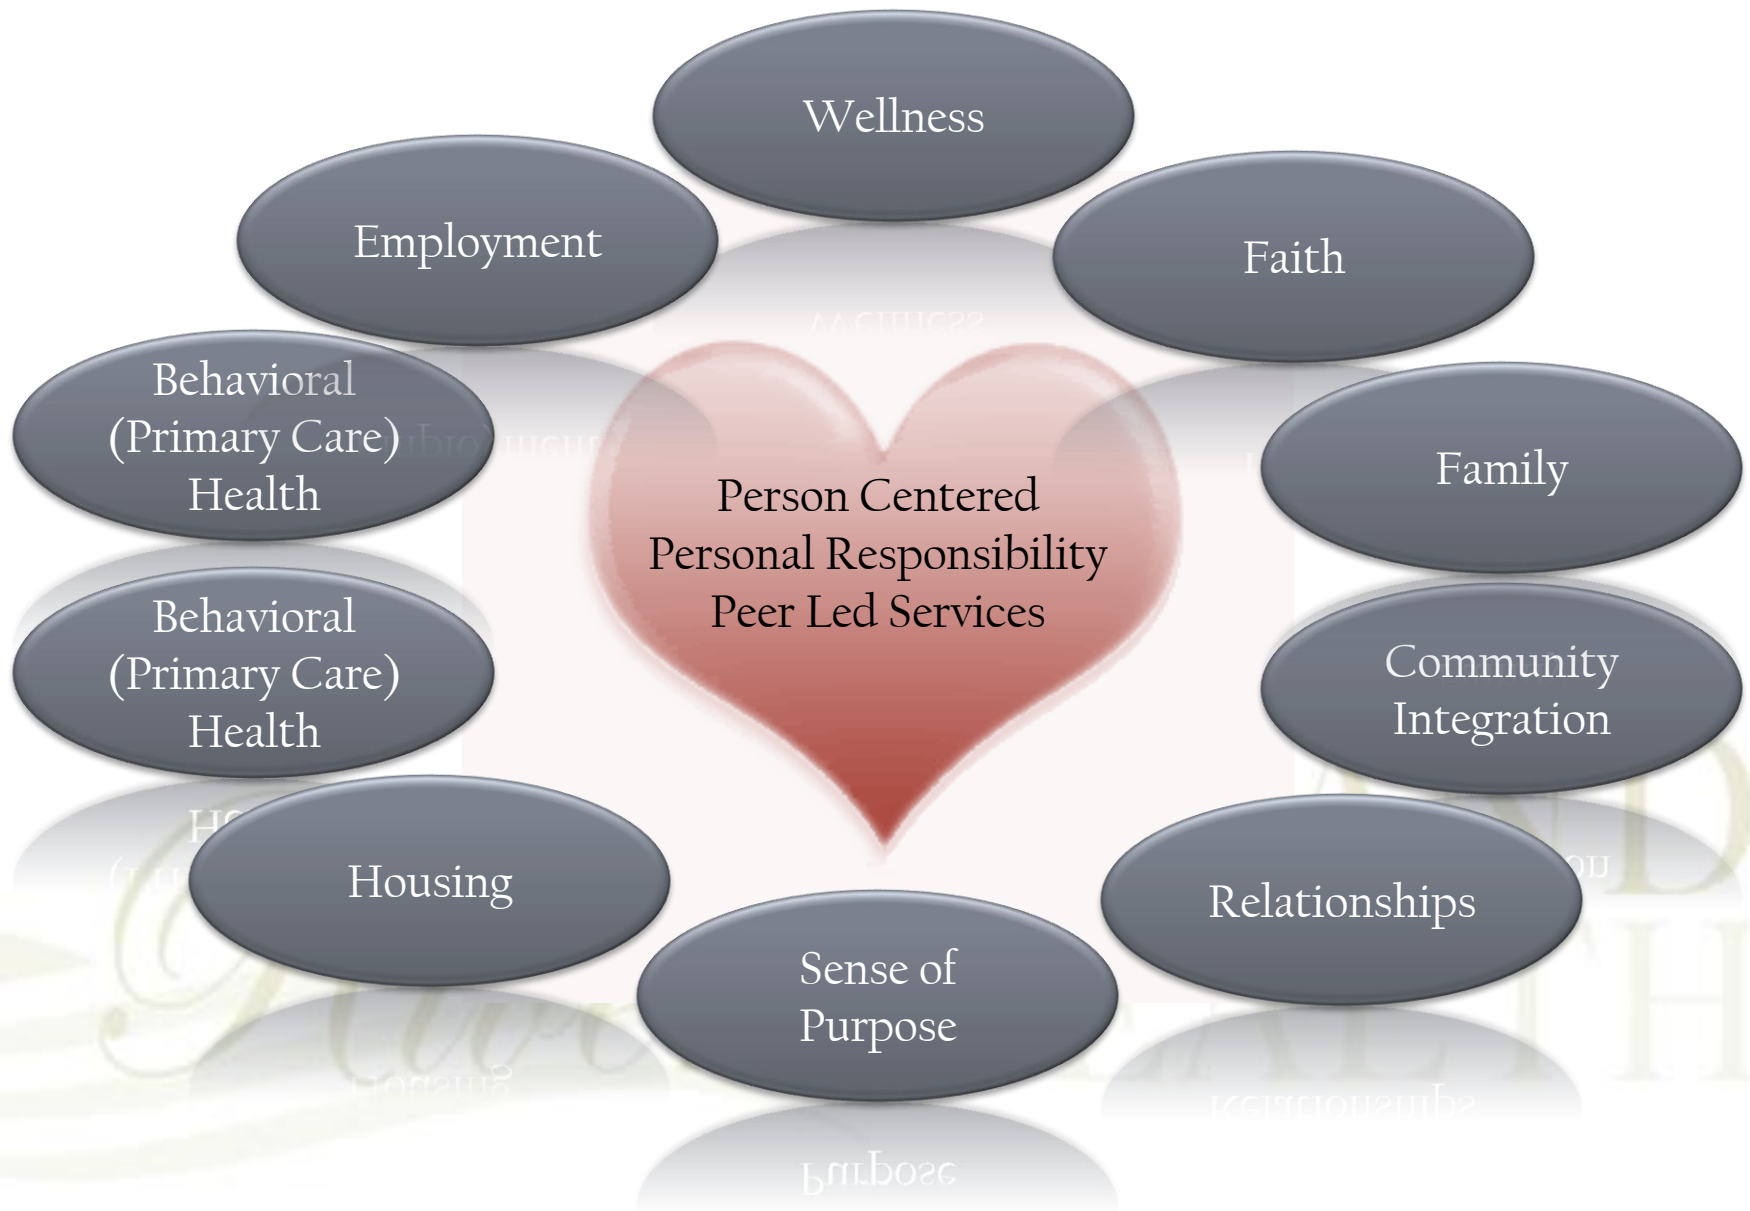 Wellness
Employment
Faith
Behavioral
(Primary Care)
Health
Family
Person Centered
Personal Responsibility
Peer Led Services
Behavioral
(Primary Care)
Health
Community
Integration
Housing
Relationships
Sense of
Purpose